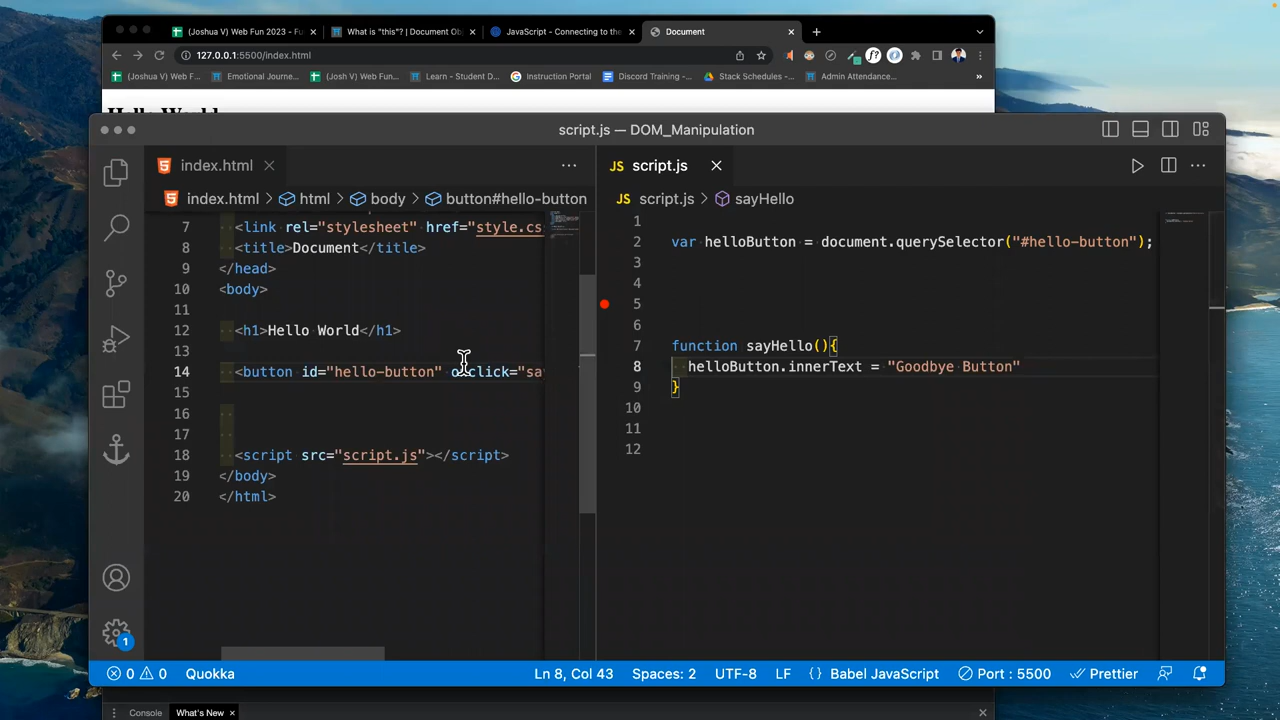 (Joshua V) Web Fun 2023 - Fu
What is "this"? | Document Ob
JavaScript - Connecting to the
Document
127.0.0.1:5500/index.html
(Joshua V) Web F...
Emotional Journe...
(Josh V) Web Fun...
Learn - Student D...
Instruction Portal
Discord Training -...
Stack Schedules -...
Admin Attendance...
»
Hello World
script.js — DOM_Manipulation
index.html
JS script.js
index.html > html > body > button#hello-button
JS script.js > sayHello
7 <link rel="stylesheet" href="style.cs
8 <title>Document</title>
9 </head>
10 <body>
11
12 <h1>Hello World</h1>
13
14 <button id="hello-button" onclick="sa
15
16
17
18 <script src="script.js"></script>
19 </body>
20 </html>
1
2 var helloButton = document.querySelector("#hello-button");
3
4
5
6
7 function sayHello(){
8 helloButton.innerText = "Goodbye Button"
9 }
10
11
12
1
0 0 Quokka
Ln 8, Col 43 Spaces: 2 UTF-8 LF {} Babel JavaScript Port : 5500 Prettier
Console What's New